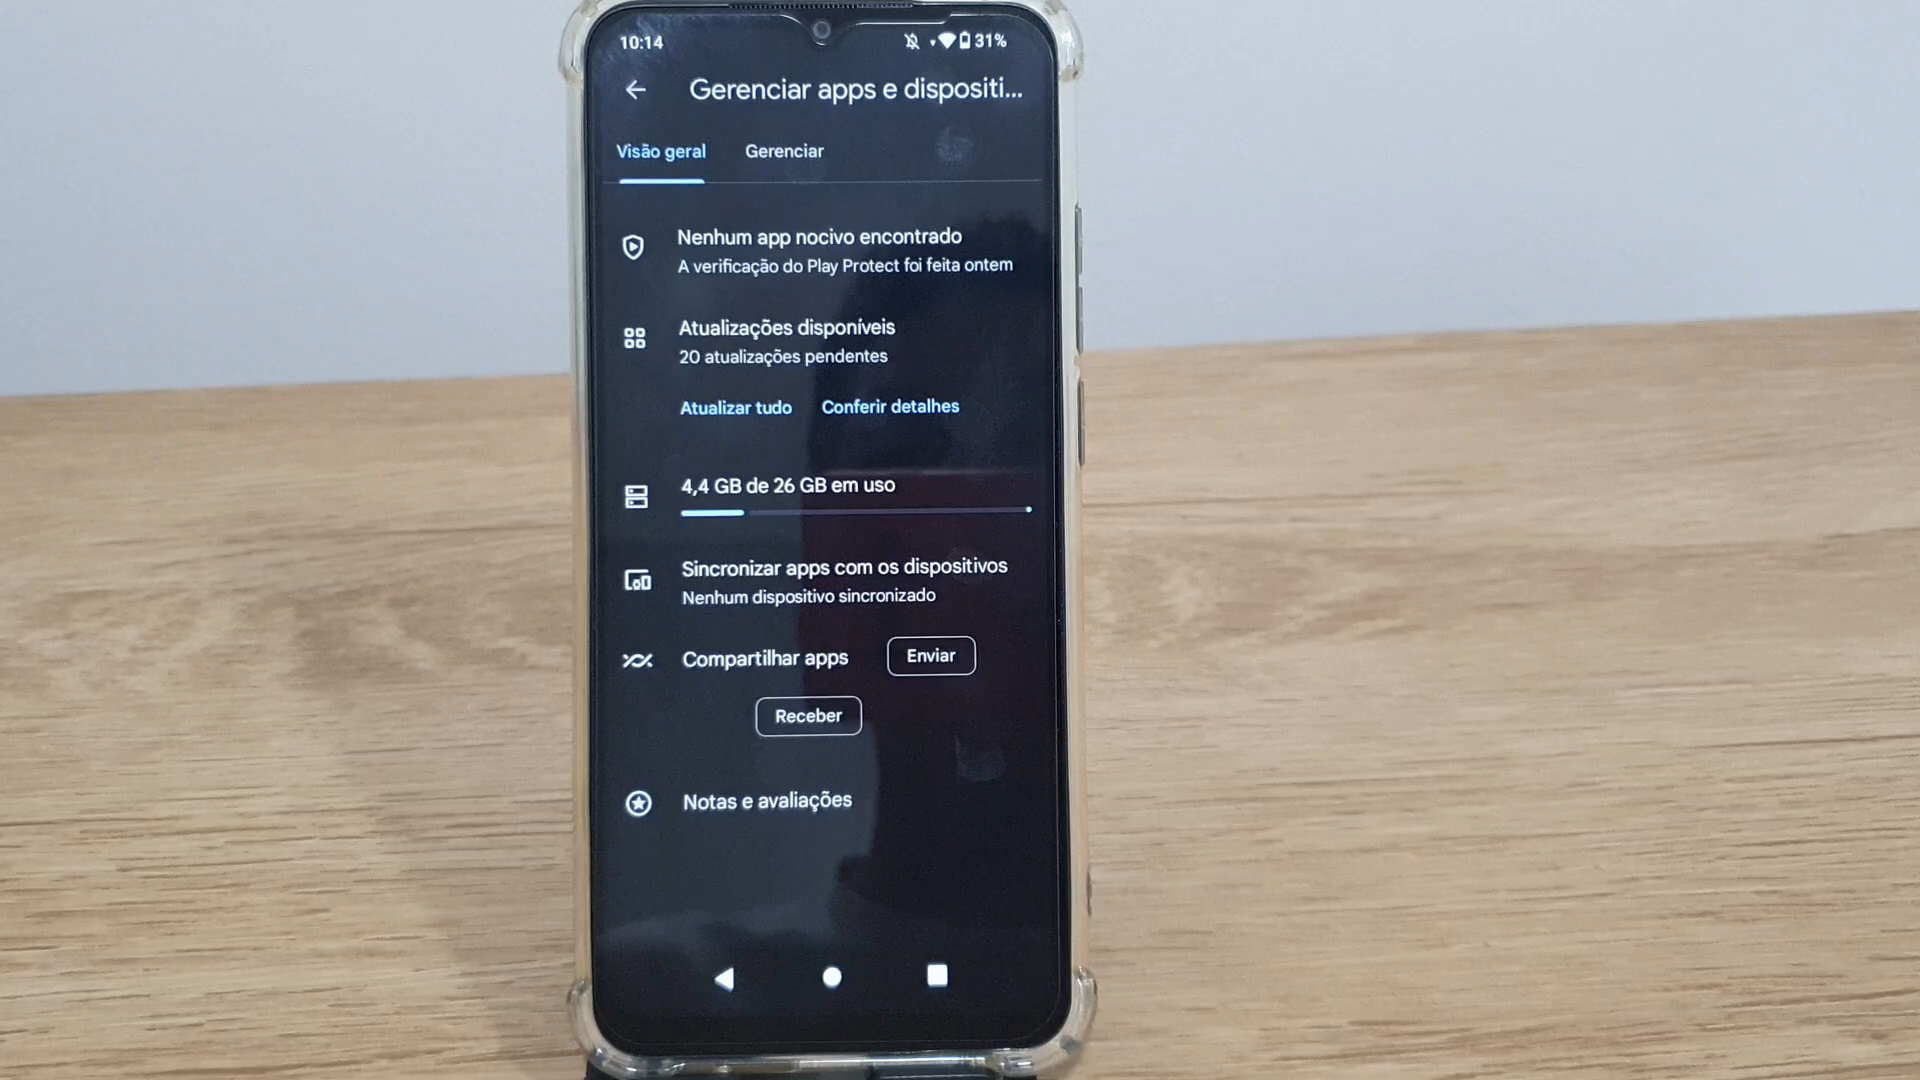 10:14
31%
Gerenciar apps e dispositi...
Visão geral
Gerenciar
Nenhum app nocivo encontrado
A verificação do Play Protect foi feita ontem
Atualizações disponíveis
20 atualizações pendentes
Atualizar tudo
Conferir detalhes
4,4 GB de 26 GB em uso
Sincronizar apps com os dispositivos
Nenhum dispositivo sincronizado
Compartilhar apps
Enviar
Receber
Notas e avaliações